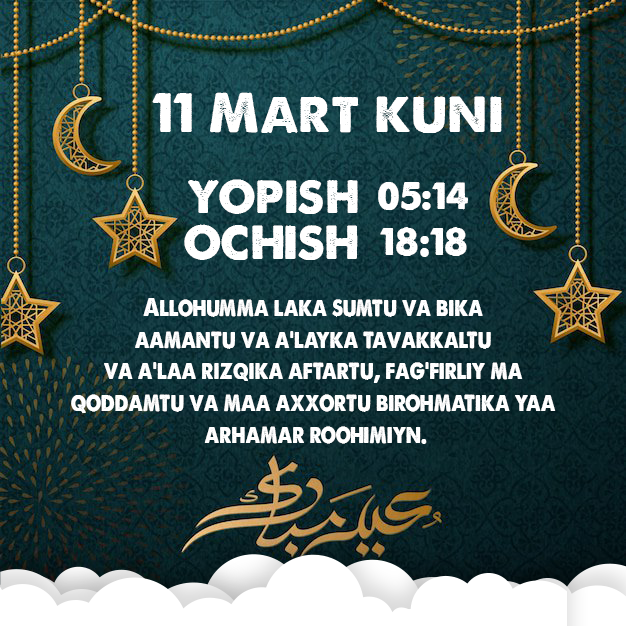 11 MART KUNI
YOPISH 05:14
OCHISH 18:18
ALLOHUMMA LAKA SUMTU VA BIKA
AAMANTU VA A'LAYKA TAVAKKALTU
VA A'LAA RIZQIKA AFTARTU, FAG'FIRLIY MA
QODDAMTU VA MAA AXXORTU BIROHMATIKA YAA
ARHAMAR ROOHIMIYN.
عيد مبارك